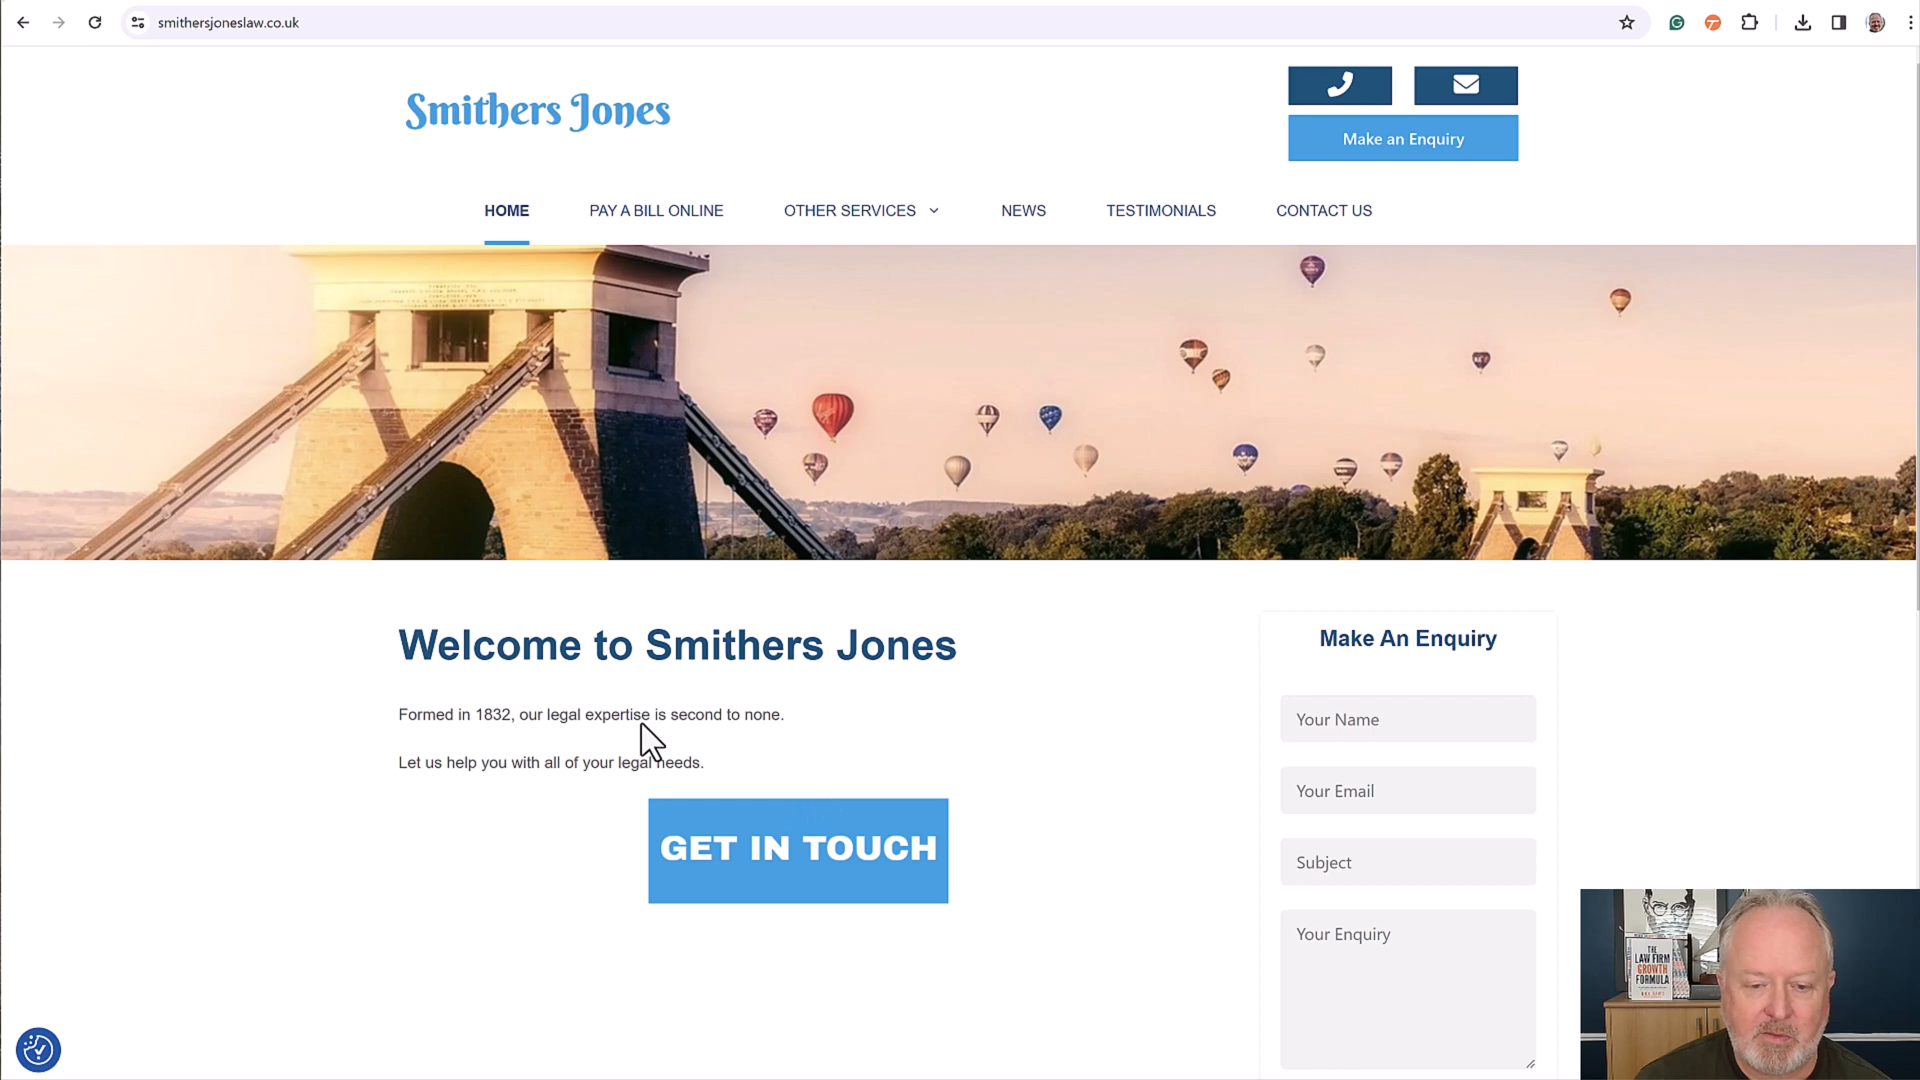 smithersjoneslaw.co.uk
Smithers Jones
Make an Enquiry
HOME
PAY A BILL ONLINE
OTHER SERVICES
NEWS
TESTIMONIALS
CONTACT US
Welcome to Smithers Jones
Make An Enquiry
Formed in 1832, our legal expertise is second to none.
Let us help you with all of your legal needs.
GET IN TOUCH
Your Name
Your Email
Subject
Your Enquiry
THE
LAW FIRM
GROWTH
FORMULA